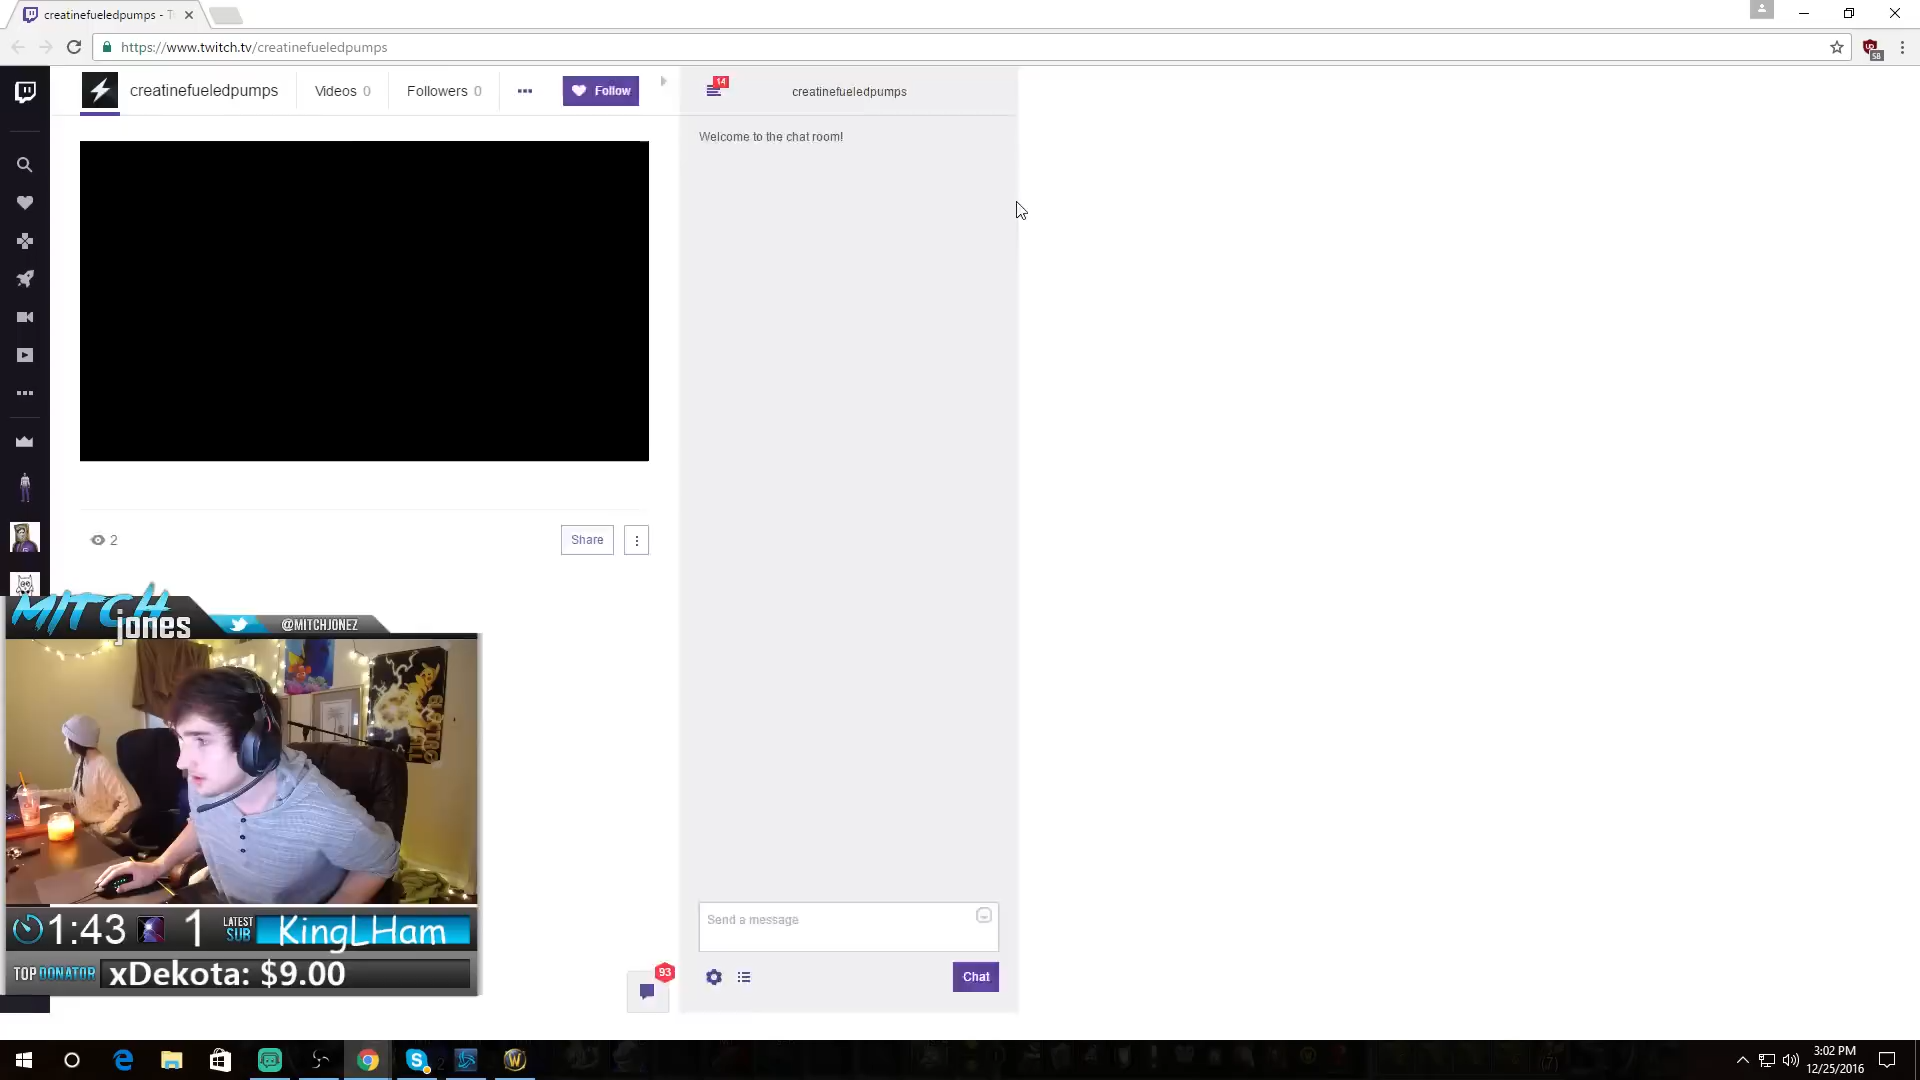 creatinefueledpumps - T
https://www.twitch.tv/creatinefueledpumps
58
creatinefueledpumps
Videos 0
Followers 0
Follow
14
creatinefueledpumps
Welcome to the chat room!
2
Share
MITCH
jones
@MITCHJONEZ
1:43
1
LATEST
SUB
KingLHam
TOP DONATOR
xDekota: $9.00
93
Send a message
Chat
3:02 PM
12/25/2016